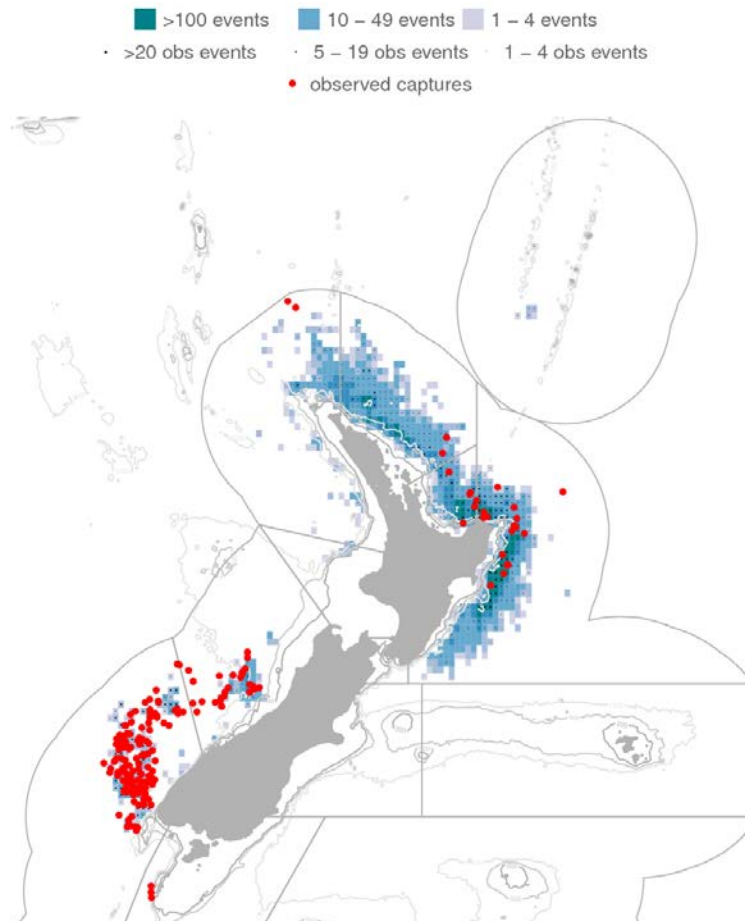 >100 events 10 – 49 events 1 – 4 events
>20 obs events 5 – 19 obs events 1 – 4 obs events
observed captures